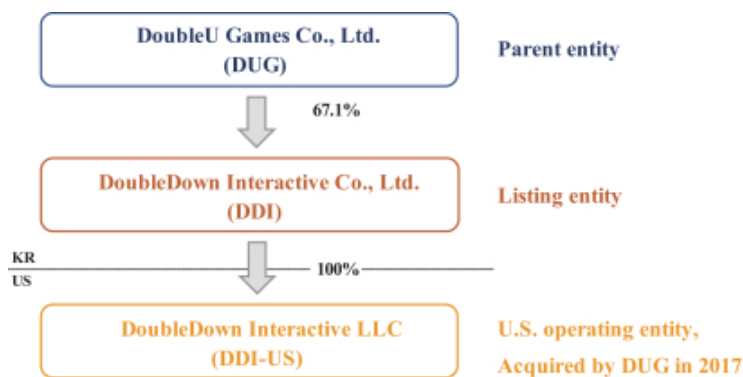 DoubleU Games Co., Ltd.
(DUG)
Parent entity
67.1%
DoubleDown Interactive Co., Ltd.
(DDI)
Listing entity
KR
US
100%
DoubleDown Interactive LLC
(DDI-US)
U.S. operating entity,
Acquired by DUG in 2017